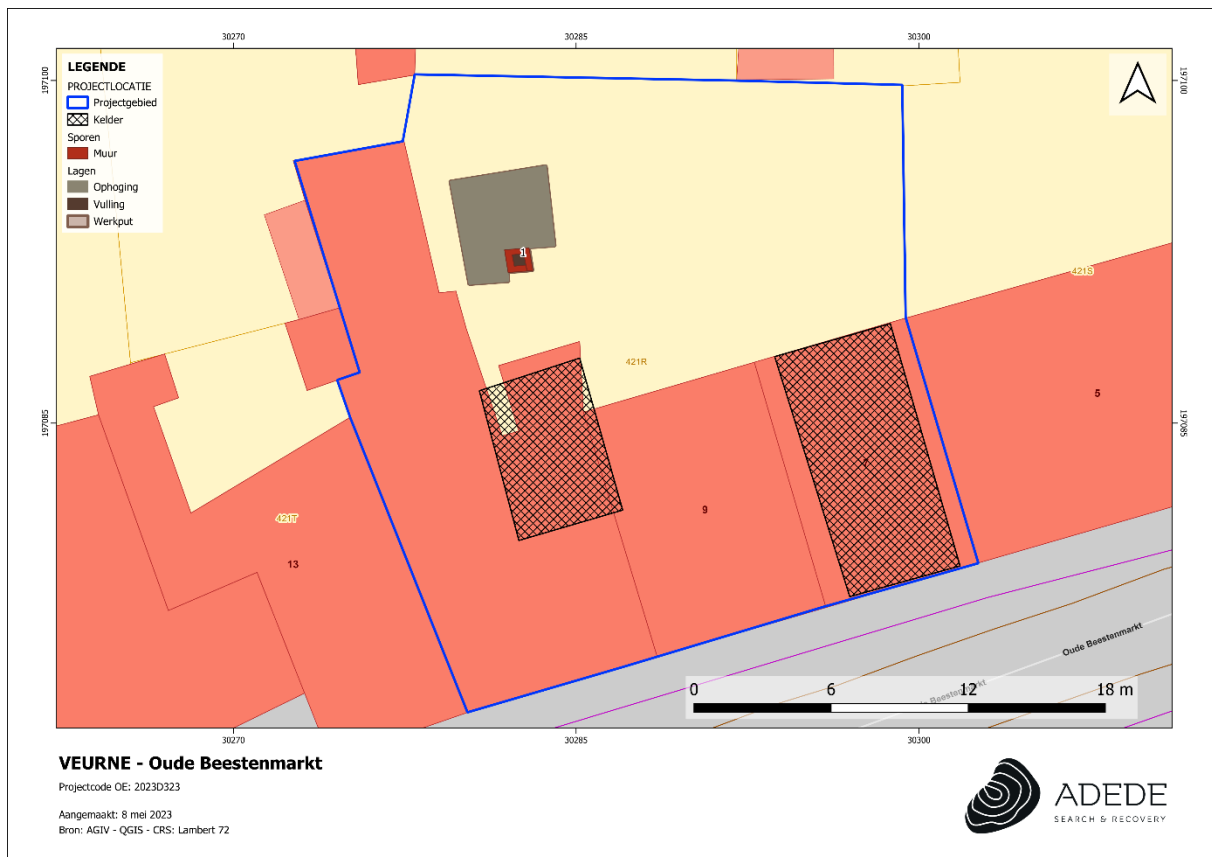 30270
30285
30300
197100
197100
LEGENDE
PROJECTLOCATIE
Projectgebied
Kelder
Sporen
Muur
Lagen
Ophoging
Vulling
Werkput
1
421S
421R
5
7
9
197085
197085
421T
13
Oude Beestenmarkt
Beestenmarkt
0 6 12 18 m
30270
30285
30300
VEURNE - Oude Beestenmarkt
Projectcode OE: 2023D323
Aangemaakt: 8 mei 2023
Bron: AGIV - QGIS - CRS: Lambert 72
ADEDE
SEARCH & RECOVERY